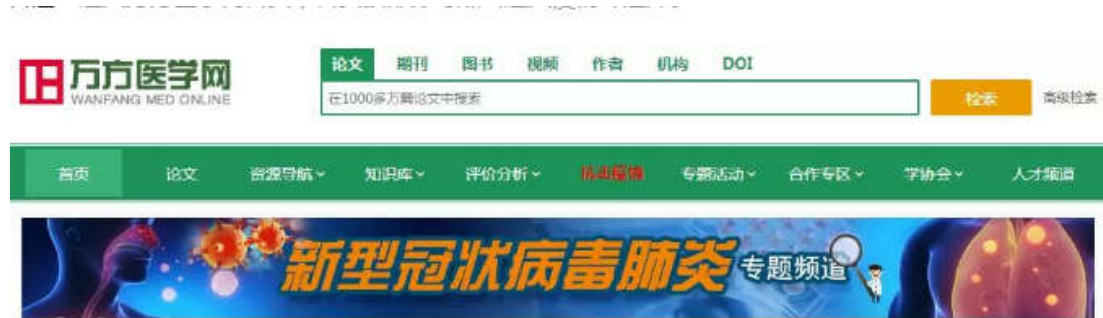 论文 期刊 图书 视频 作者 机构 DOI
万方医学网
WANFANG MED ONLINE
在1000多万篇论文中搜索 检索 高级检索
首页 论文 资源导航 知识库 评价分析 抗击疫情 专题活动 合作专区 学协会 人才频道
新型冠状病毒肺炎 专题频道